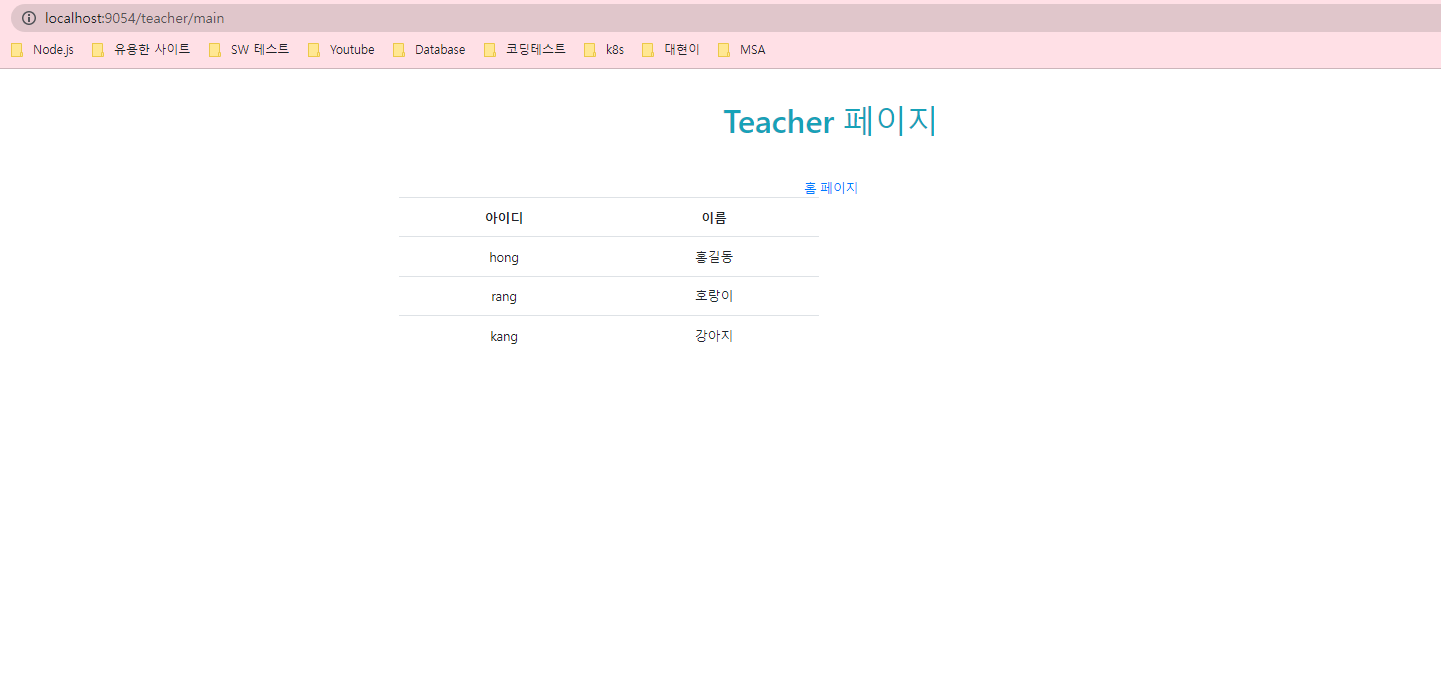 localhost:9054/teacher/main
Node.js 유용한 사이트 SW 테스트 Youtube Database 코딩테스트 k8s 대현이 MSA
Teacher 페이지
홈 페이지
아이디 이름
hong 홍길동
rang 호랑이
kang 강아지